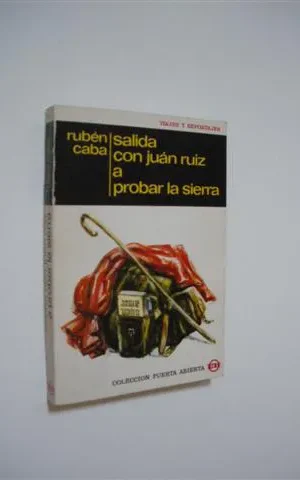 VIAJES Y REPORTAJES
rubén caba
salida
con juán ruiz
a
probar la sierra
COLECCION PUERTA ABIERTA